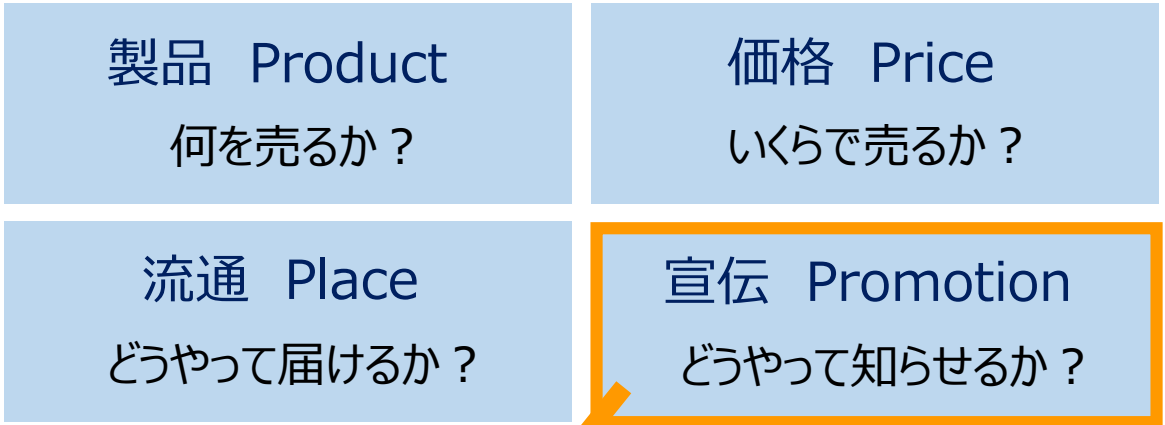 製品　Product
何を売るか？
価格　Price
いくらで売るか？
流通　Place
どうやって届けるか？
宣伝　Promotion
どうやって知らせるか？